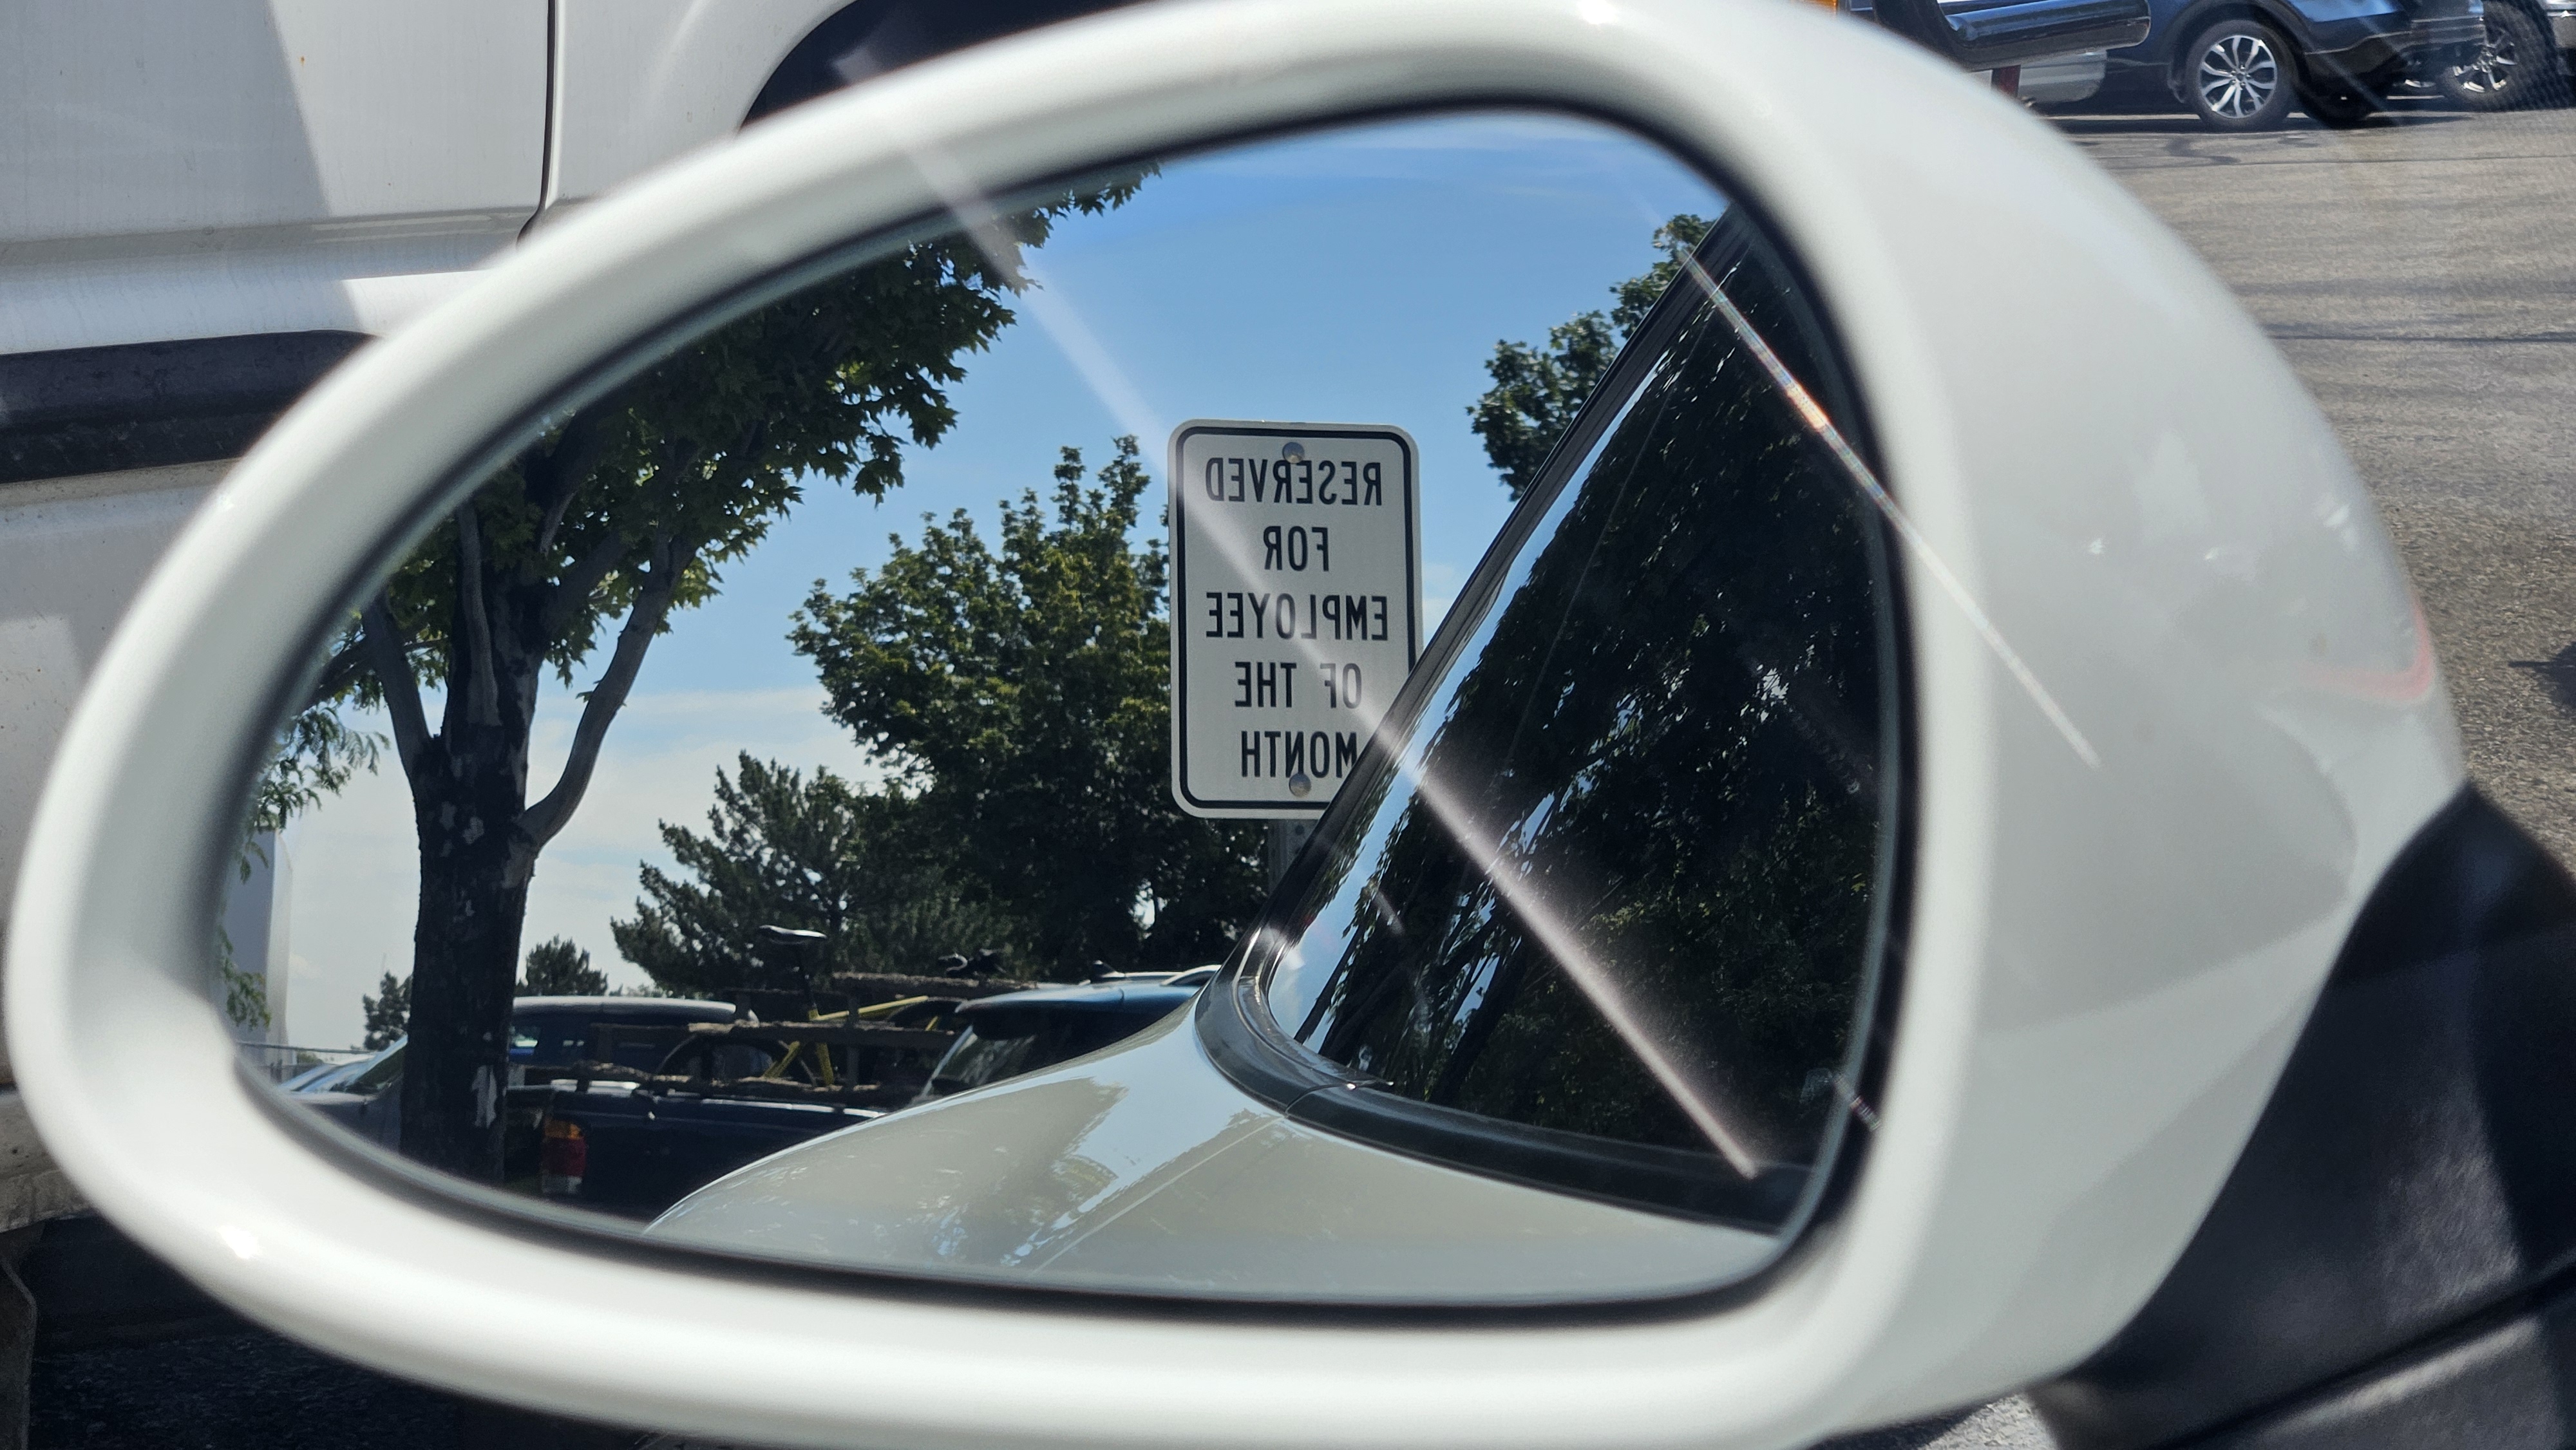 RESERVED
FOR
EMPLOYEE
OF THE
MONTH